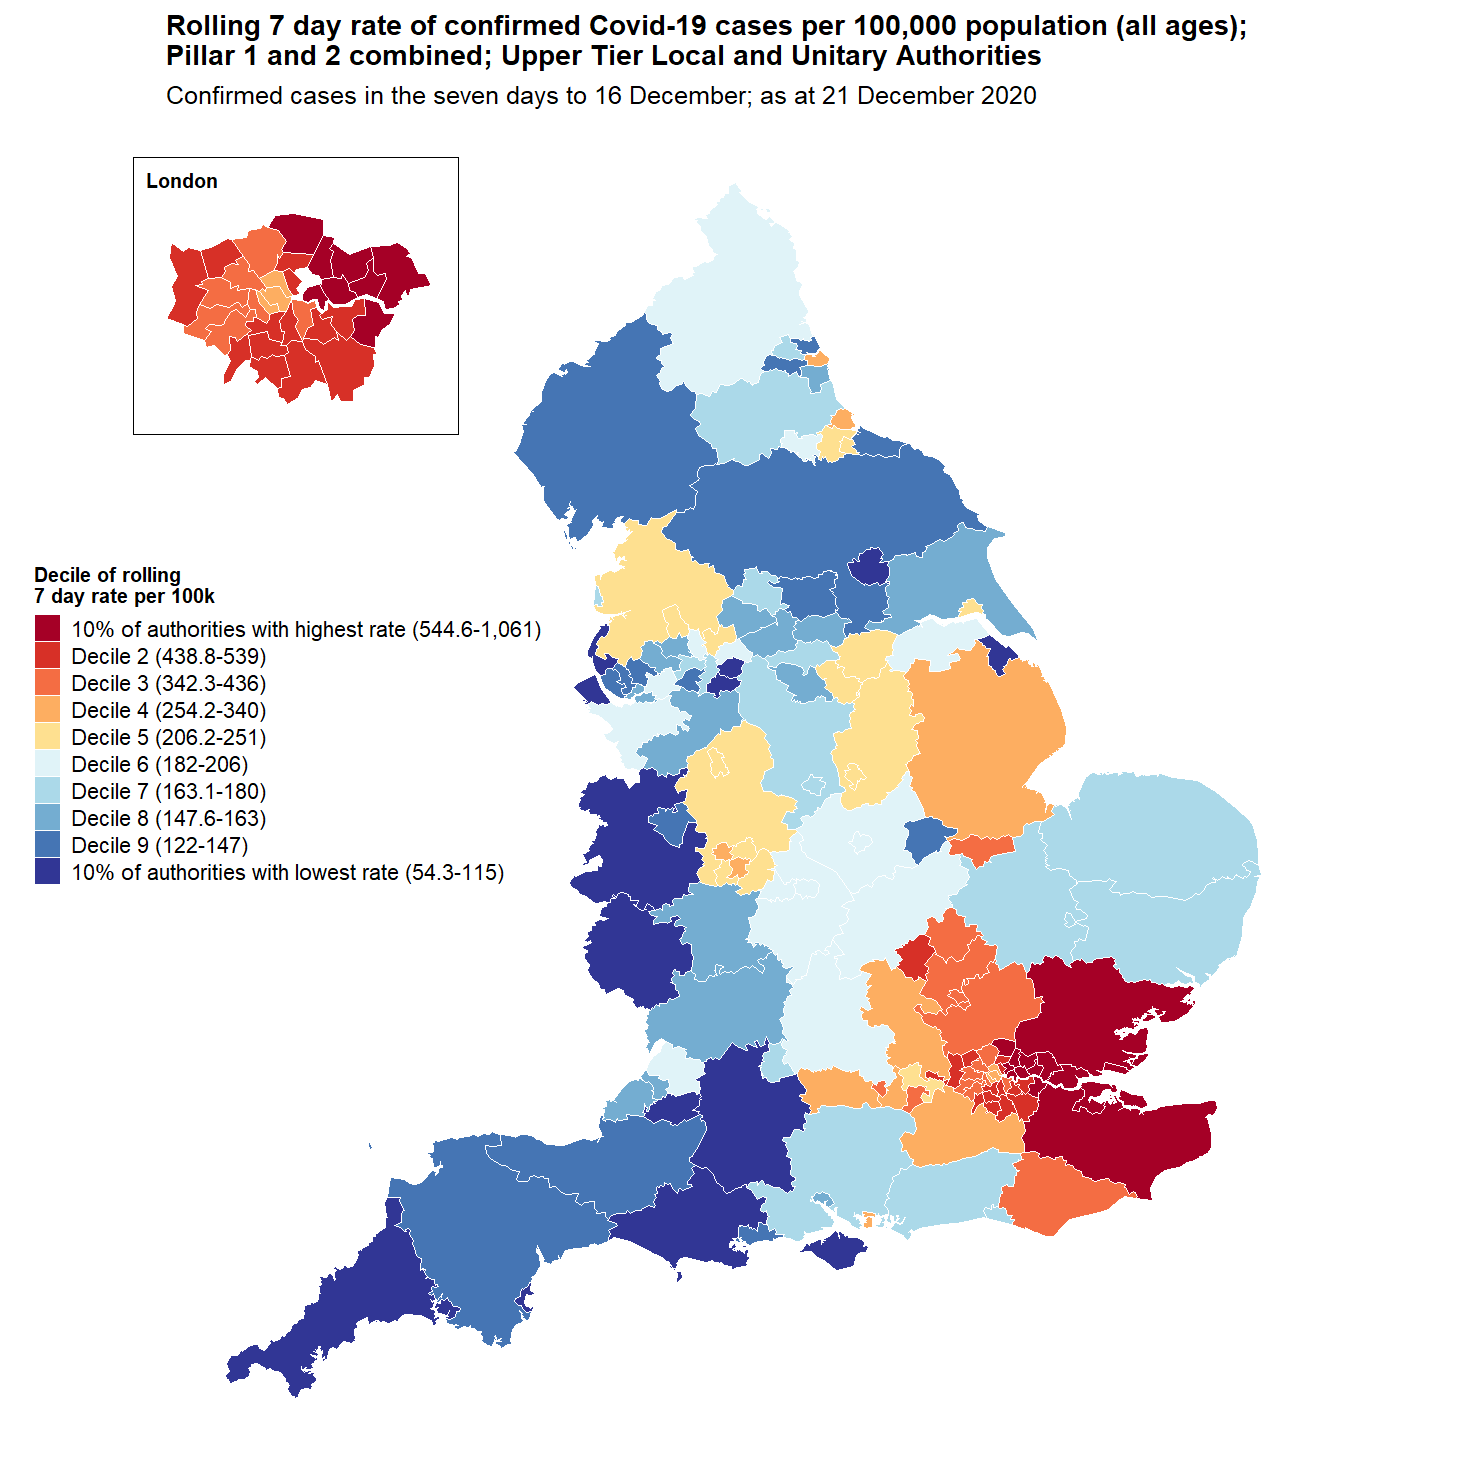 Rolling 7 day rate of confirmed Covid-19 cases per 100,000 population (all ages);
Pillar 1 and 2 combined; Upper Tier Local and Unitary Authorities
Confirmed cases in the seven days to 16 December; as at 21 December 2020
London
Decile of rolling
7 day rate per 100k
10% of authorities with highest rate (544.6-1,061)
Decile 2 (438.8-539)
Decile 3 (342.3-436)
Decile 4 (254.2-340)
Decile 5 (206.2-251)
Decile 6 (182-206)
Decile 7 (163.1-180)
Decile 8 (147.6-163)
Decile 9 (122-147)
10% of authorities with lowest rate (54.3-115)